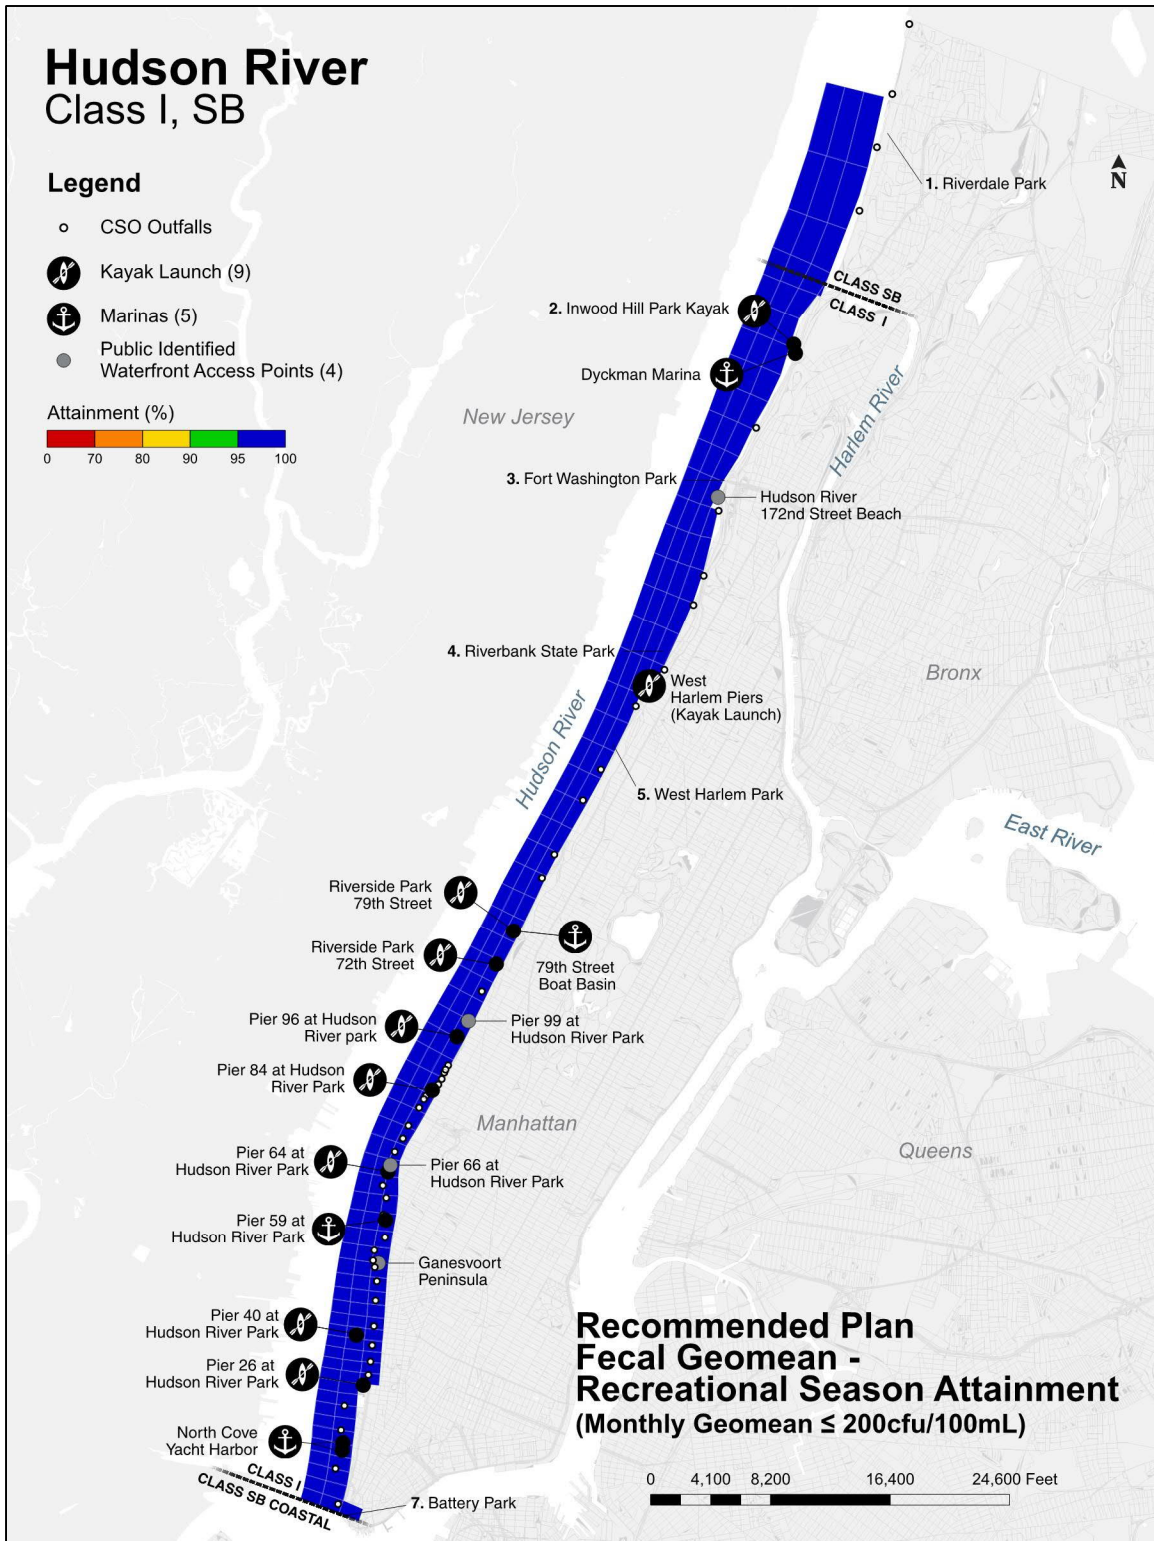 Hudson River
Class I, SB
Legend
CSO Outfalls
Kayak Launch (9)
Marinas (5)
Public Identified
Waterfront Access Points (4)
Attainment (%)
0 70 80 90 95 100
N
1. Riverdale Park
CLASS SB
CLASS I
2. Inwood Hill Park Kayak
Dyckman Marina
New Jersey
Harlem River
3. Fort Washington Park
Hudson River
172nd Street Beach
4. Riverbank State Park
West
Harlem Piers
(Kayak Launch)
Bronx
Hudson River
5. West Harlem Park
East River
Riverside Park
79th Street
Riverside Park
72th Street
79th Street
Boat Basin
Pier 96 at Hudson
River park
Pier 99 at
Hudson River Park
Pier 84 at Hudson
River Park
Manhattan
Queens
Pier 64 at
Hudson River Park
Pier 66 at
Hudson River Park
Pier 59 at
Hudson River Park
Ganesvoort
Peninsula
Pier 40 at
Hudson River Park
Pier 26 at
Hudson River Park
North Cove
Yacht Harbor
CLASS I
CLASS SB COASTAL
7. Battery Park
Recommended Plan
Fecal Geomean -
Recreational Season Attainment
(Monthly Geomean ≤ 200cfu/100mL)
0 4,100 8,200 16,400 24,600 Feet